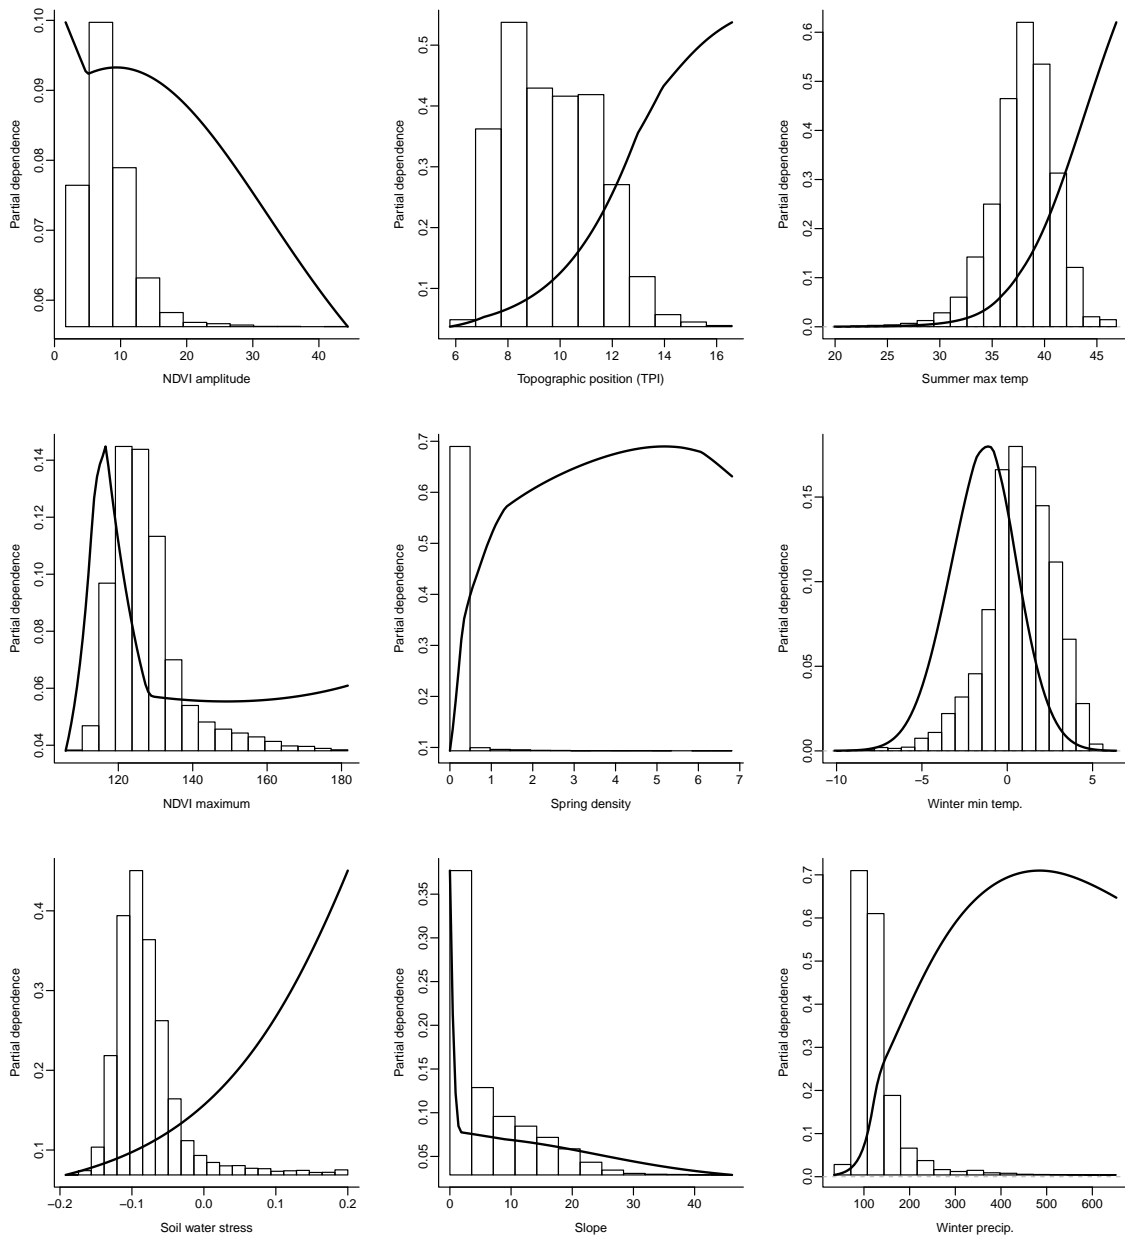 0.10
0.09
0.08
0.07
0.06
Partial dependence
0 10 20 30 40
NDVI amplitude
0.5
0.4
0.3
0.2
0.1
Partial dependence
6 8 10 12 14 16
Topographic position (TPI)
0.6
0.5
0.4
0.3
0.2
0.1
0.0
Partial dependence
20 25 30 35 40 45
Summer max temp
0.14
0.12
0.10
0.08
0.06
0.04
Partial dependence
120 140 160 180
NDVI maximum
0.7
0.6
0.5
0.4
0.3
0.2
0.1
Partial dependence
0 1 2 3 4 5 6 7
Spring density
0.15
0.10
0.05
0.00
Partial dependence
−10 −5 0 5
Winter min temp.
0.4
0.3
0.2
0.1
Partial dependence
−0.2 −0.1 0.0 0.1 0.2
Soil water stress
0.35
0.30
0.25
0.20
0.15
0.10
0.05
Partial dependence
0 10 20 30 40
Slope
0.7
0.6
0.5
0.4
0.3
0.2
0.1
0.0
Partial dependence
100 200 300 400 500 600
Winter precip.